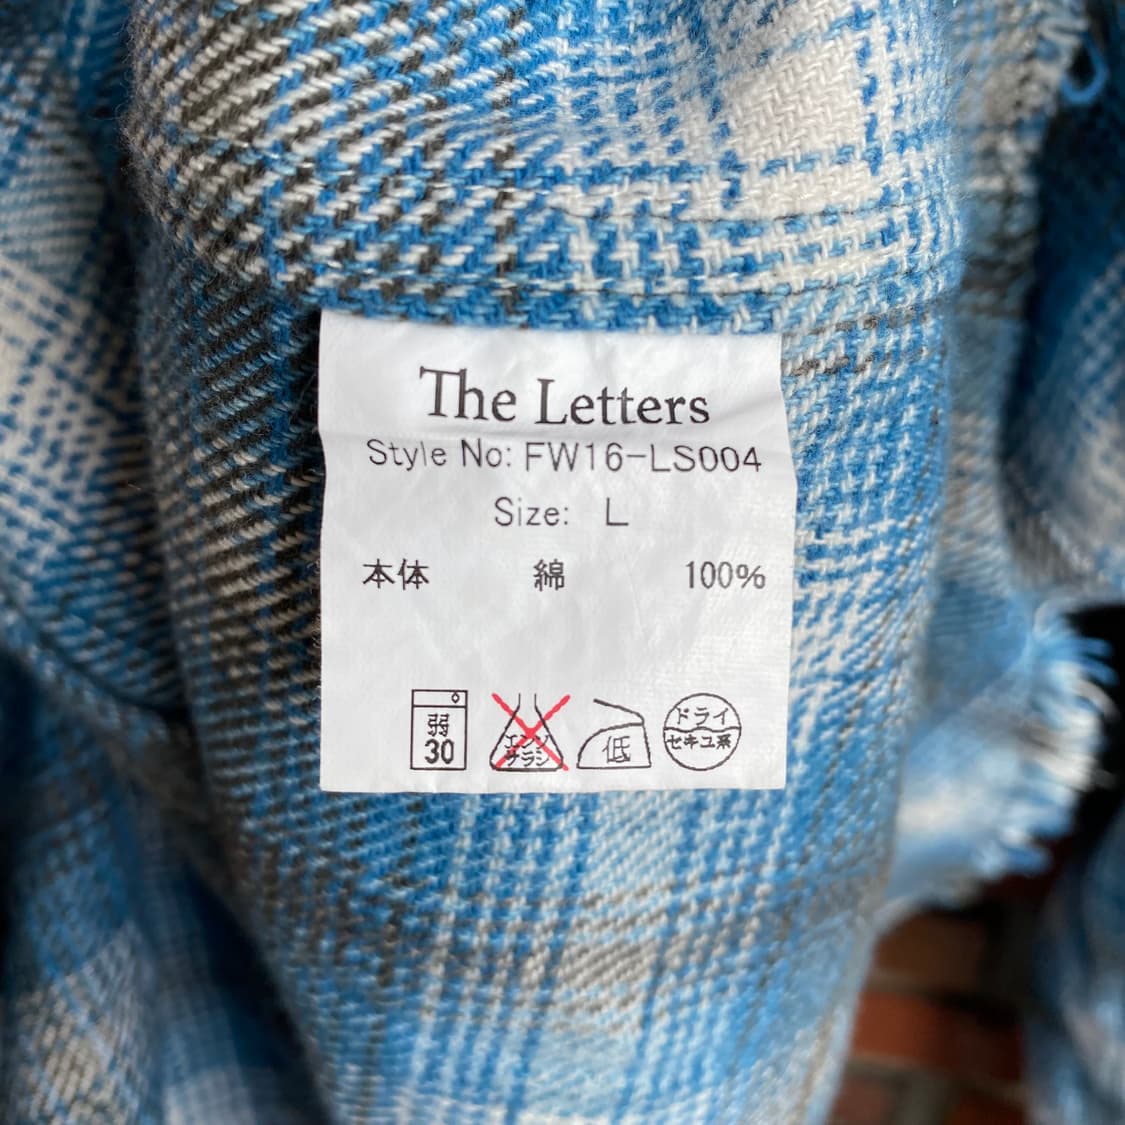 The Letters
Style No: FW16-LS004
Size: L
本体 綿 100%
弱
30
エンソ
サラシ
低
ドライ
セキユ系